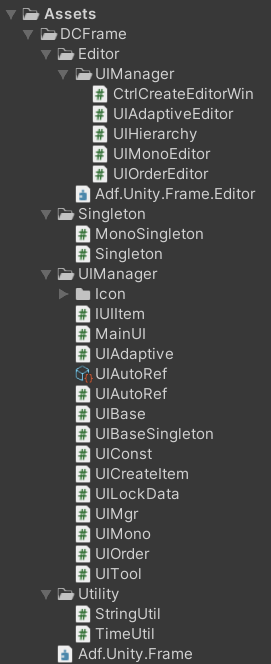 Assets
DCFrame
Editor
UIManager
CtrlCreateEditorWin
UIAdaptiveEditor
UIHierarchy
UIMonoEditor
UIOrderEditor
Adf.Unity.Frame.Editor
Singleton
MonoSingleton
Singleton
UIManager
Icon
IUIItem
MainUI
UIAdaptive
UIAutoRef
UIAutoRef
UIBase
UIBaseSingleton
UIConst
UICreateItem
UILockData
UIMgr
UIMono
UIOrder
UITool
Utility
StringUtil
TimeUtil
Adf.Unity.Frame